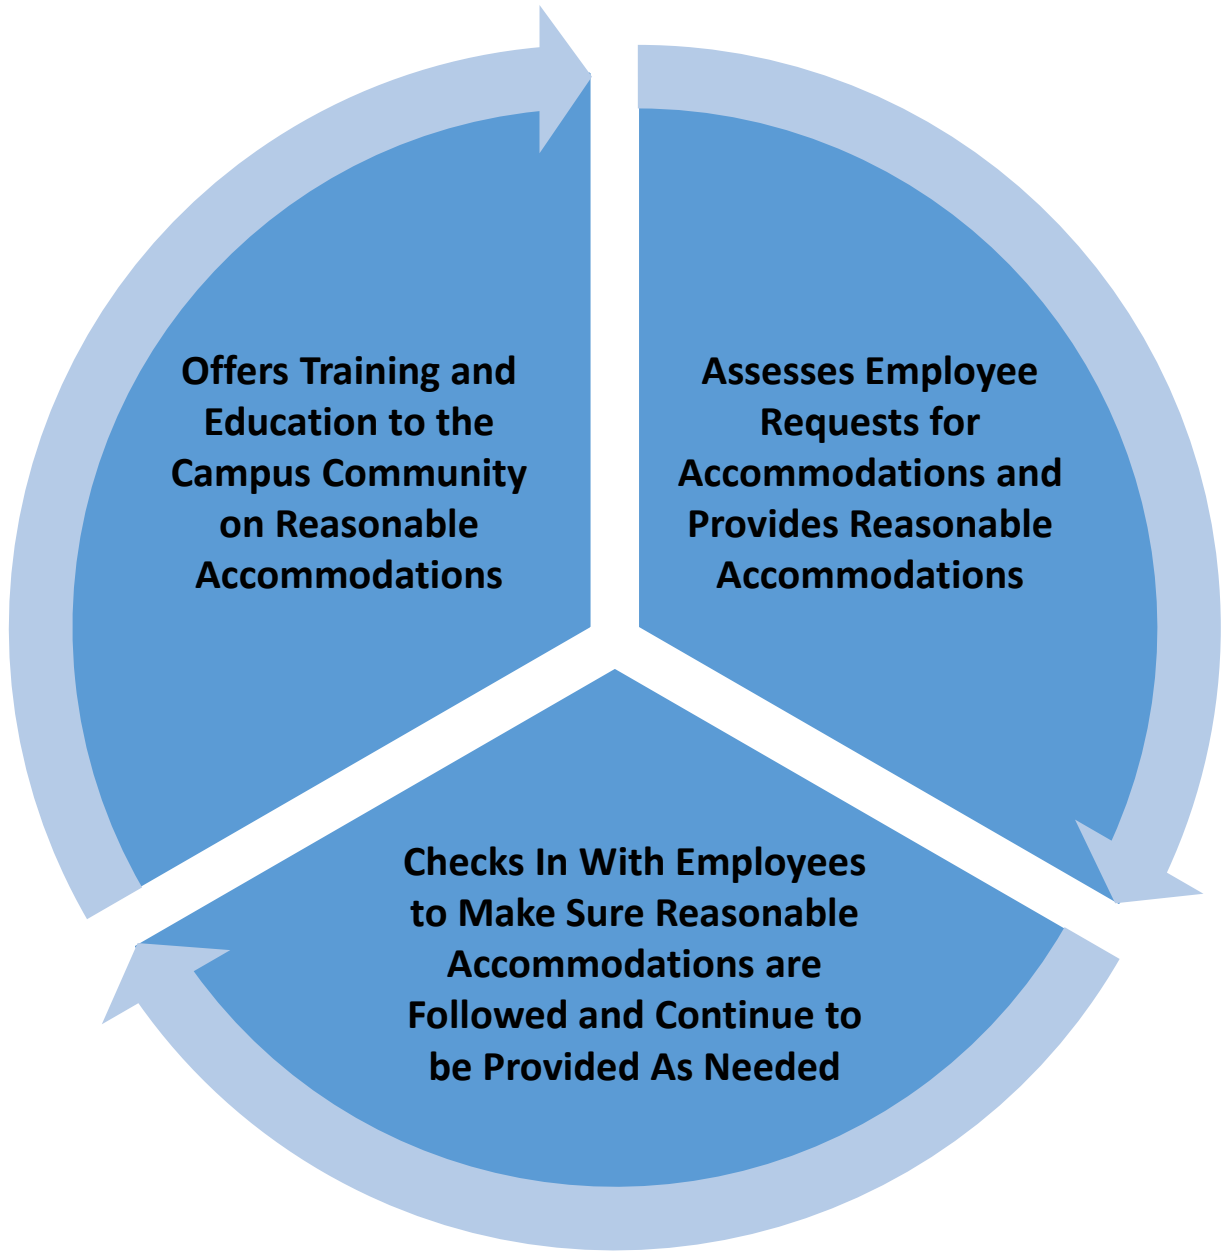 Offers Training and
Education to the
Campus Community
on Reasonable
Accommodations
Assesses Employee
Requests for
Accommodations and
Provides Reasonable
Accommodations
Checks In With Employees
to Make Sure Reasonable
Accommodations are
Followed and Continue to
be Provided As Needed